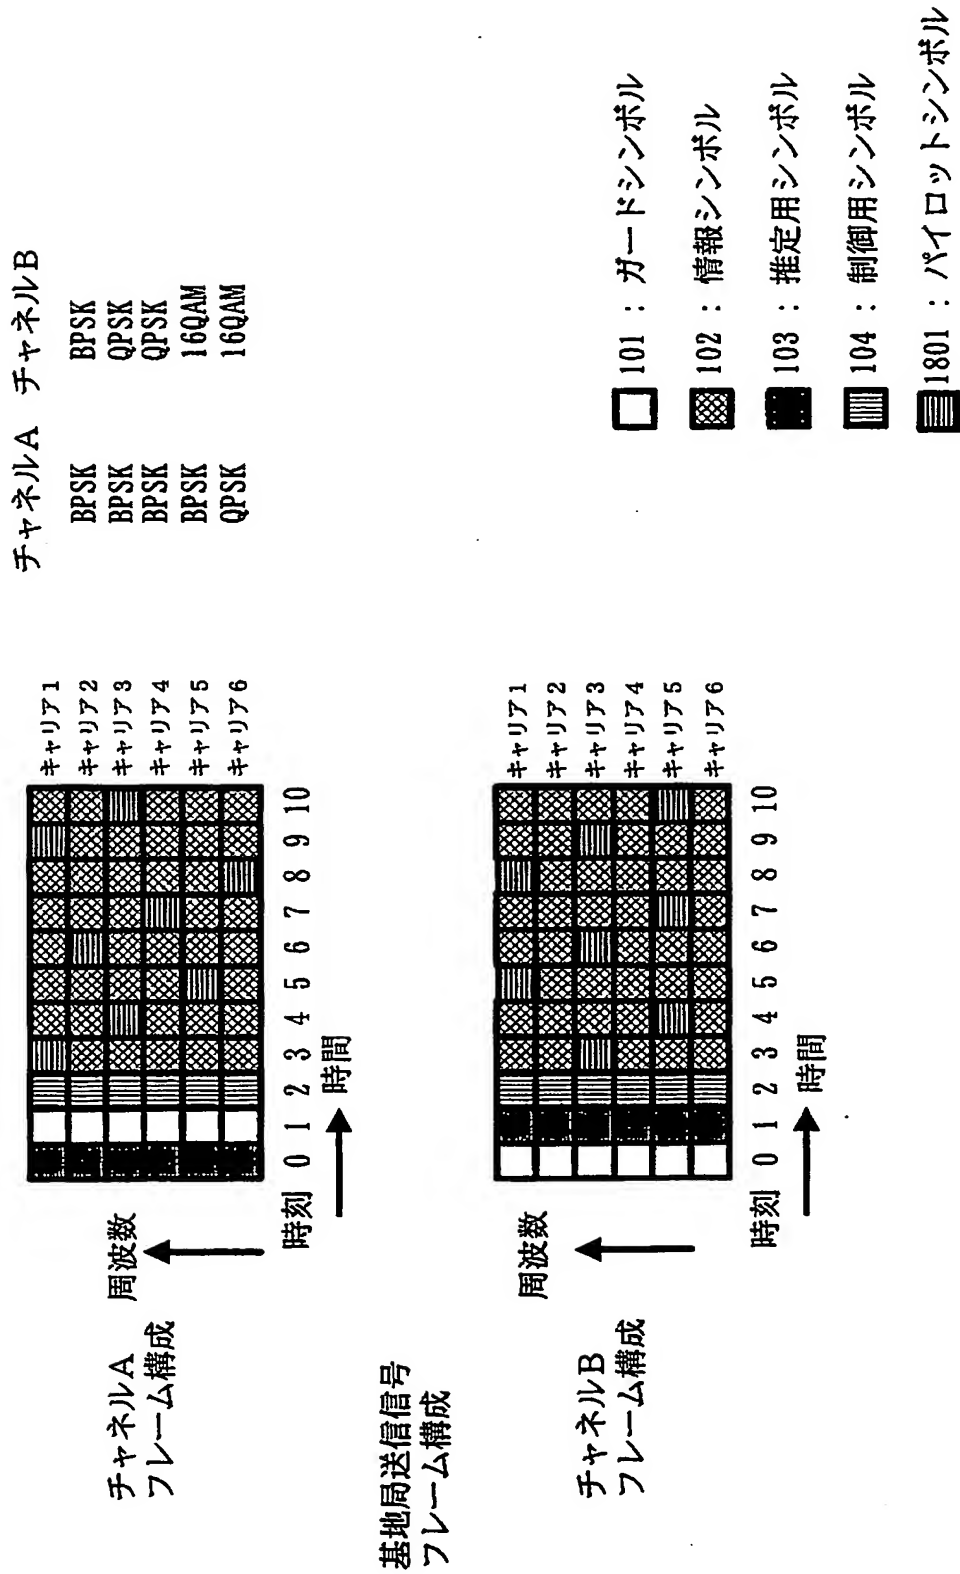 チャネルA チャネルB
BPSK BPSK
BPSK QPSK
BPSK QPSK
BPSK 16QAM
QPSK 16QAM
チャネルA
フレーム構成
周波数
キャリア1
キャリア2
キャリア3
キャリア4
キャリア5
キャリア6
時刻 0 1 2 3 4 5 6 7 8 9 10
時間
基地局送信信号
フレーム構成
チャネルB
フレーム構成
周波数
キャリア1
キャリア2
キャリア3
キャリア4
キャリア5
キャリア6
時刻 0 1 2 3 4 5 6 7 8 9 10
時間
101 : ガードシンボル
102 : 情報シンボル
103 : 推定用シンボル
104 : 制御用シンボル
1801 : パイロットシンボル